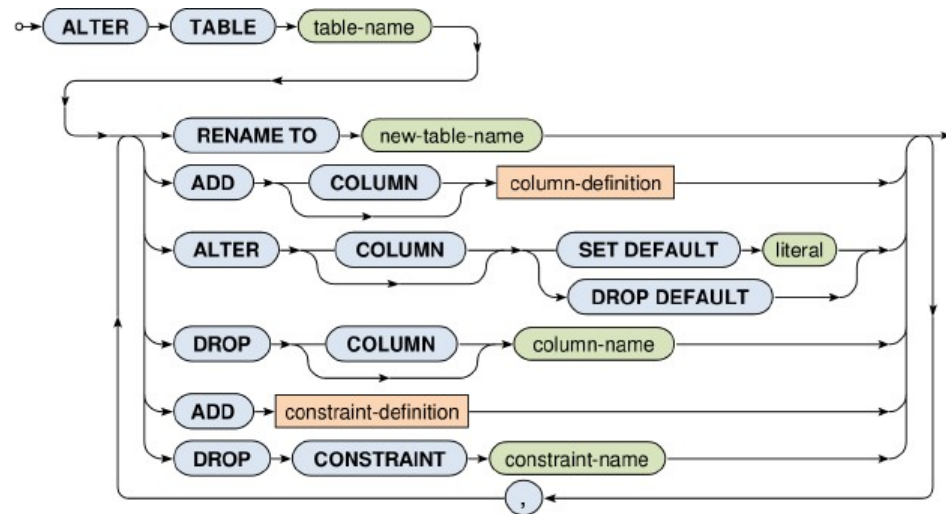 ALTER TABLE table-name
RENAME TO new-table-name
ADD COLUMN column-definition
ALTER COLUMN SET DEFAULT literal
DROP DEFAULT
DROP COLUMN column-name
ADD constraint-definition
DROP CONSTRAINT constraint-name
,